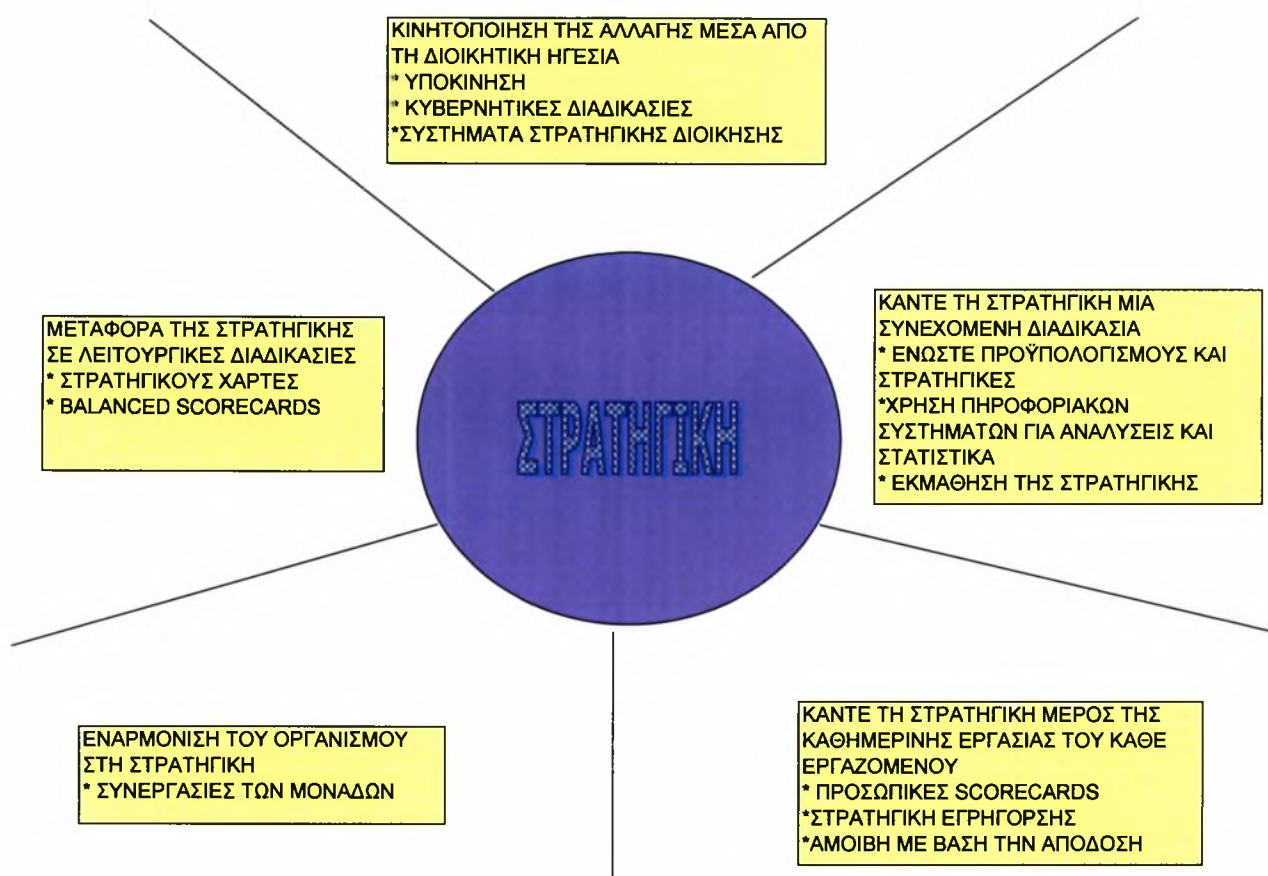 ΚΙΝΗΤΟΠΟΙΗΣΗ ΤΗΣ ΑΛΛΑΓΗΣ ΜΕΣΑ ΑΠΟ
ΤΗ ΔΙΟΙΚΗΤΙΚΗ ΗΓΕΣΙΑ
* ΥΠΟΚΙΝΗΣΗ
* ΚΥΒΕΡΝΗΤΙΚΕΣ ΔΙΑΔΙΚΑΣΙΕΣ
*ΣΥΣΤΗΜΑΤΑ ΣΤΡΑΤΗΓΙΚΗΣ ΔΙΟΙΚΗΣΗΣ
ΜΕΤΑΦΟΡΑ ΤΗΣ ΣΤΡΑΤΗΓΙΚΗΣ
ΣΕ ΛΕΙΤΟΥΡΓΙΚΕΣ ΔΙΑΔΙΚΑΣΙΕΣ
* ΣΤΡΑΤΗΓΙΚΟΥΣ ΧΑΡΤΕΣ
* BALANCED SCORECARDS
ΣΤΡΑΤΗΓΙΚΗ
ΚΑΝΤΕ ΤΗ ΣΤΡΑΤΗΓΙΚΗ ΜΙΑ
ΣΥΝΕΧΟΜΕΝΗ ΔΙΑΔΙΚΑΣΙΑ
* ΕΝΩΣΤΕ ΠΡΟΫΠΟΛΟΓΙΣΜΟΥΣ ΚΑΙ
ΣΤΡΑΤΗΓΙΚΕΣ
*ΧΡΗΣΗ ΠΗΡΟΦΟΡΙΑΚΩΝ
ΣΥΣΤΗΜΑΤΩΝ ΓΙΑ ΑΝΑΛΥΣΕΙΣ ΚΑΙ
ΣΤΑΤΙΣΤΙΚΑ
* ΕΚΜΑΘΗΣΗ ΤΗΣ ΣΤΡΑΤΗΓΙΚΗΣ
ΕΝΑΡΜΟΝΙΣΗ ΤΟΥ ΟΡΓΑΝΙΣΜΟΥ
ΣΤΗ ΣΤΡΑΤΗΓΙΚΗ
* ΣΥΝΕΡΓΑΣΙΕΣ ΤΩΝ ΜΟΝΑΔΩΝ
ΚΑΝΤΕ ΤΗ ΣΤΡΑΤΗΓΙΚΗ ΜΕΡΟΣ ΤΗΣ
ΚΑΘΗΜΕΡΙΝΗΣ ΕΡΓΑΣΙΑΣ ΤΟΥ ΚΑΘΕ
ΕΡΓΑΖΟΜΕΝΟΥ
* ΠΡΟΣΩΠΙΚΕΣ SCORECARDS
*ΣΤΡΑΤΗΓΙΚΗ ΕΓΡΗΓΟΡΣΗΣ
*ΑΜΟΙΒΗ ΜΕ ΒΑΣΗ ΤΗΝ ΑΠΟΔΟΣΗ